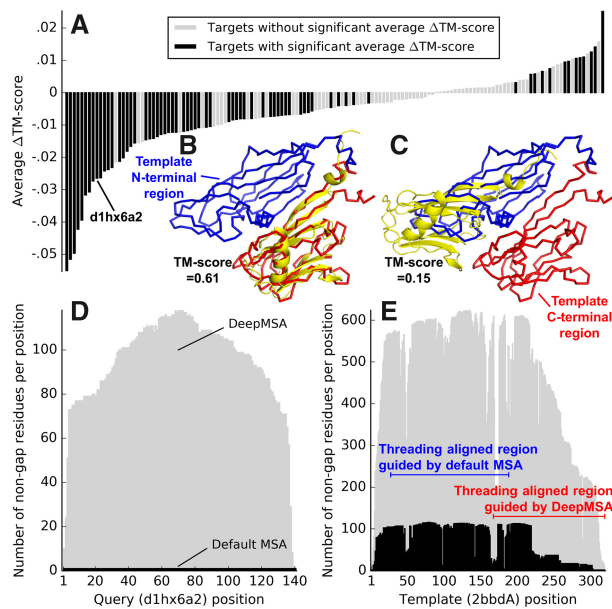 A
Targets without significant average ΔTM-score
Targets with significant average ΔTM-score
Average ΔTM-score
.02
.01
.00
-.01
-.02
-.03
-.04
-.05
d1hx6a2
B
Template
N-terminal
region
TM-score
=0.61
C
TM-score
=0.15
Template
C-terminal
region
D
Number of non-gap residues per position
100
80
60
40
20
0
DeepMSA
Default MSA
1 20 40 60 80 100 120 140
Query (d1hx6a2) position
E
Number of non-gap residues per position
600
500
400
300
200
100
0
Threading aligned region
guided by default MSA
Threading aligned region
guided by DeepMSA
1 50 100 150 200 250 300
Template (2bbdA) position